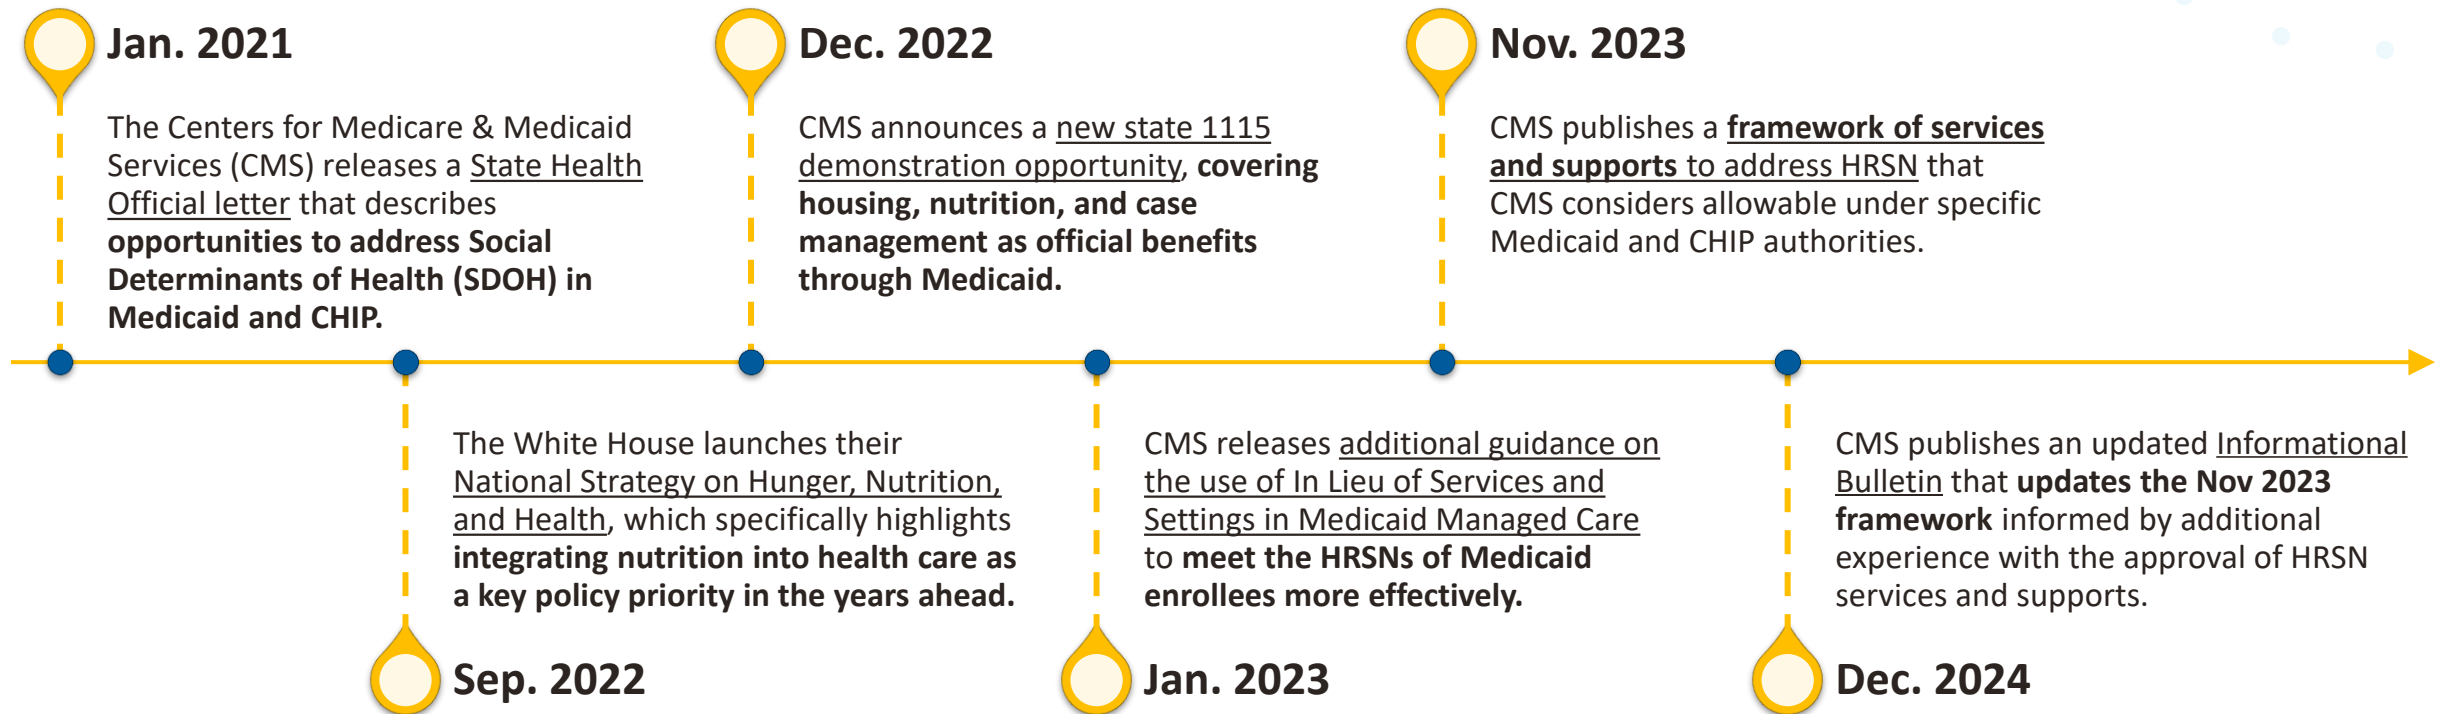 Jan. 2021
The Centers for Medicare & Medicaid
Services (CMS) releases a State Health
Official letter that describes
opportunities to address Social
Determinants of Health (SDOH) in
Medicaid and CHIP.
The White House launches their
National Strategy on Hunger, Nutrition,
and Health, which specifically highlights
integrating nutrition into health care as
a key policy priority in the years ahead.
Sep. 2022
Dec. 2022
CMS announces a new state 1115
demonstration opportunity, covering
housing, nutrition, and case
management as official benefits
through Medicaid.
CMS releases additional guidance on
the use of In Lieu of Services and
Settings in Medicaid Managed Care
to meet the HRSNs of Medicaid
enrollees more effectively.
Jan. 2023
Nov. 2023
CMS publishes a framework of services
and supports to address HRSN that
CMS considers allowable under specific
Medicaid and CHIP authorities.
CMS publishes an updated Informational
Bulletin that updates the Nov 2023
framework informed by additional
experience with the approval of HRSN
services and supports.
Dec. 2024